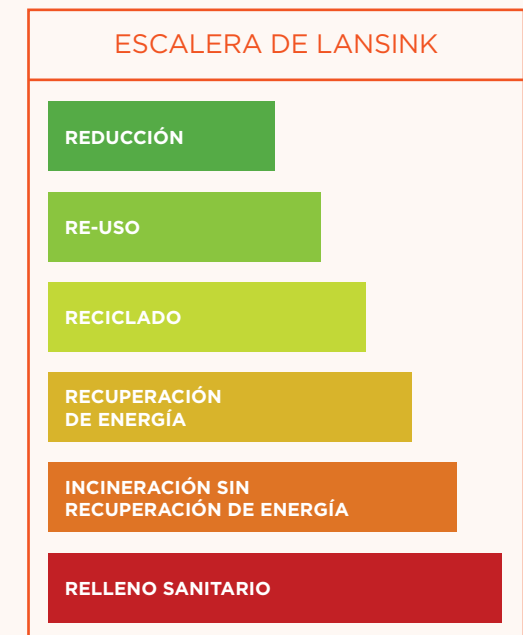 ESCALERA DE LANSINK
REDUCCIÓN
RE-USO
RECICLADO
RECUPERACIÓN
DE ENERGÍA
INCINERACIÓN SIN
RECUPERACIÓN DE ENERGÍA
RELLENO SANITARIO